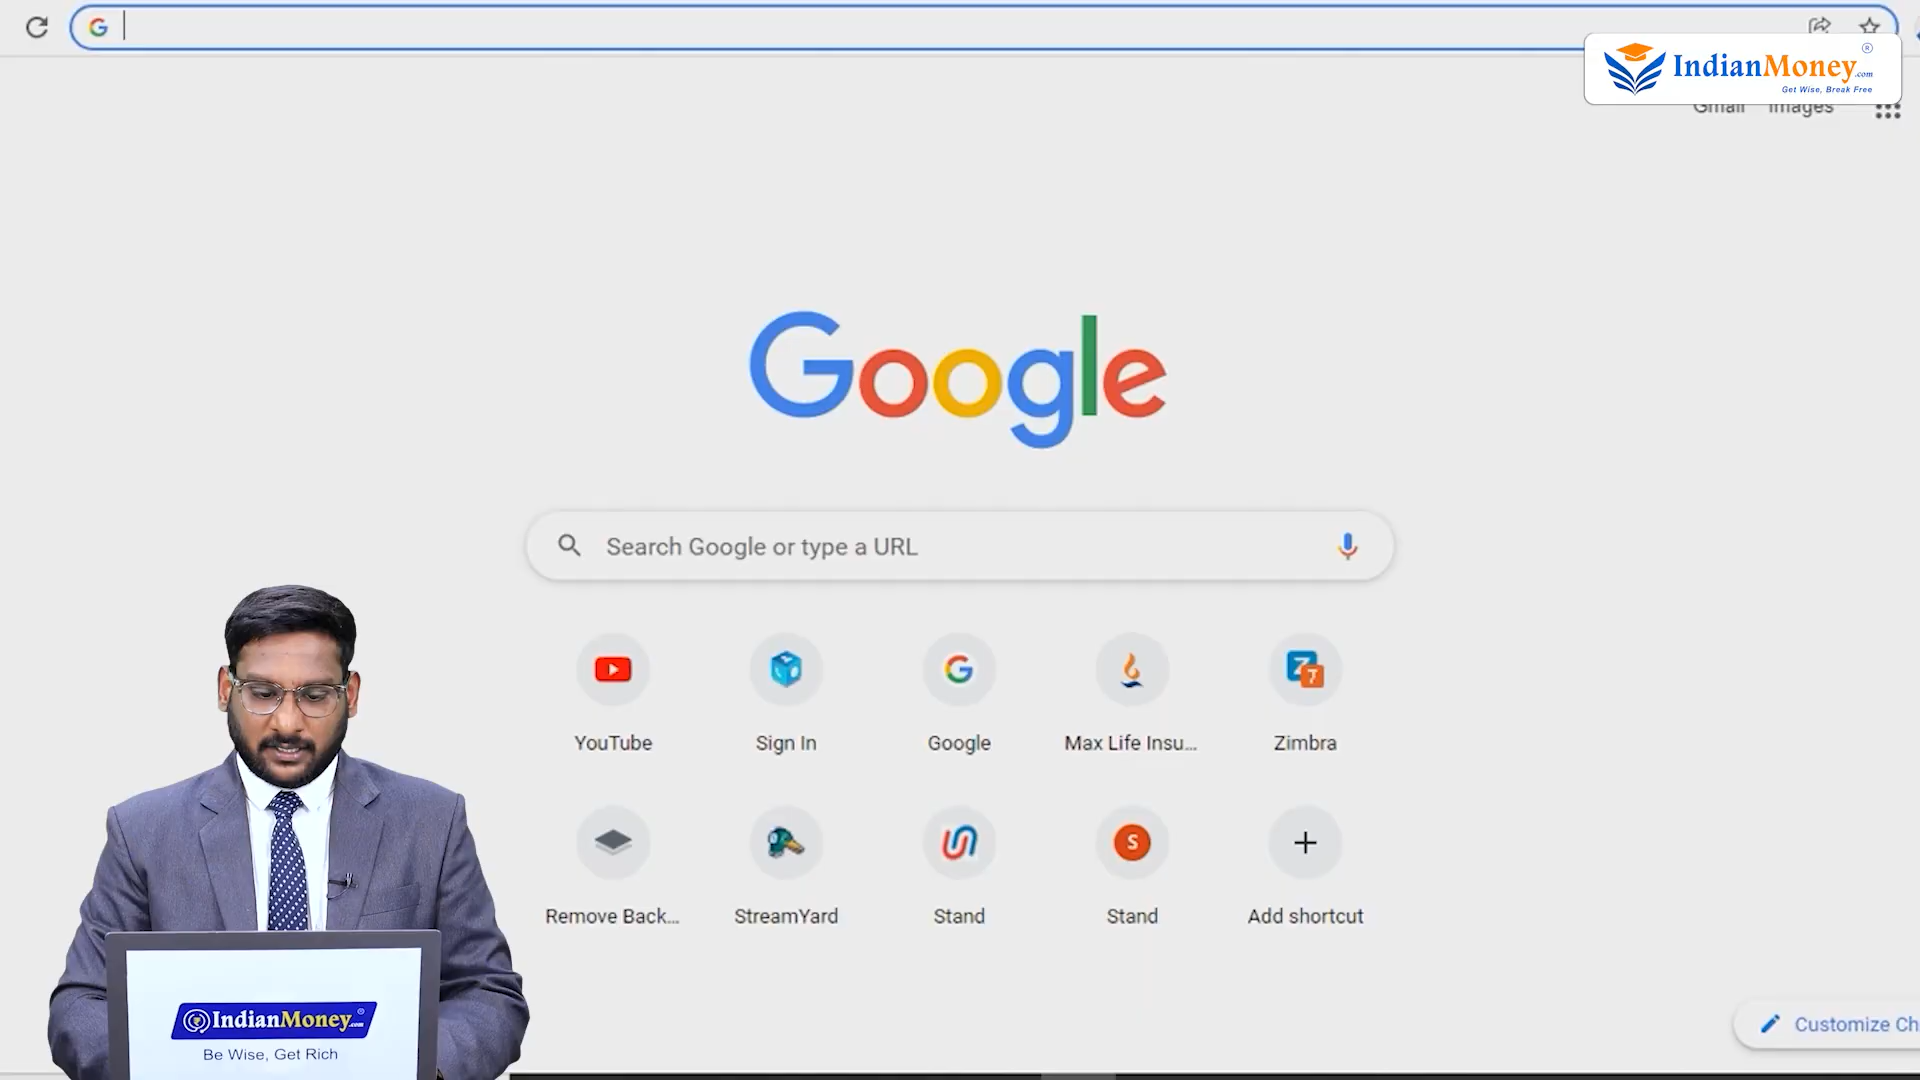 IndianMoney.com
®
Get Wise, Break Free
Gmail Images
Google
Search Google or type a URL
YouTube
Sign In
Google
Max Life Insu...
Zimbra
Remove Back...
StreamYard
Stand
Stand
Add shortcut
Customize Ch
IndianMoney.com
Be Wise, Get Rich